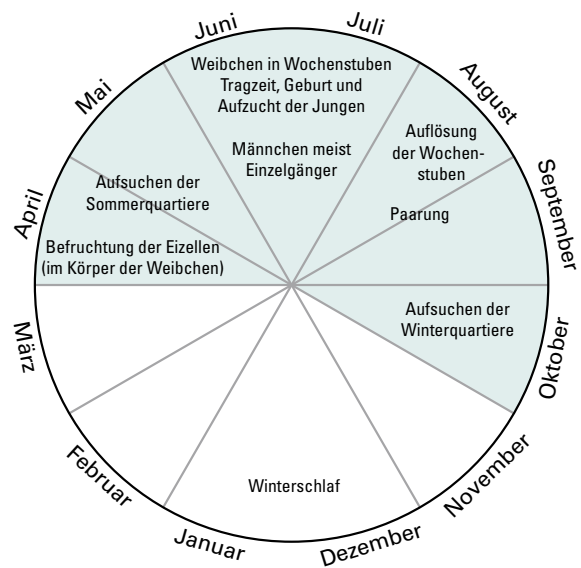 Juni
Juli
Mai
August
April
September
März
Oktober
Februar
November
Januar
Dezember
Weibchen in Wochenstuben
Tragzeit, Geburt und
Aufzucht der Jungen
Männchen meist
Einzelgänger
Auflösung
der Wochen-
stuben
Paarung
Aufsuchen der
Sommerquartiere
Befruchtung der Eizellen
(im Körper der Weibchen)
Aufsuchen der
Winterquartiere
Winterschlaf